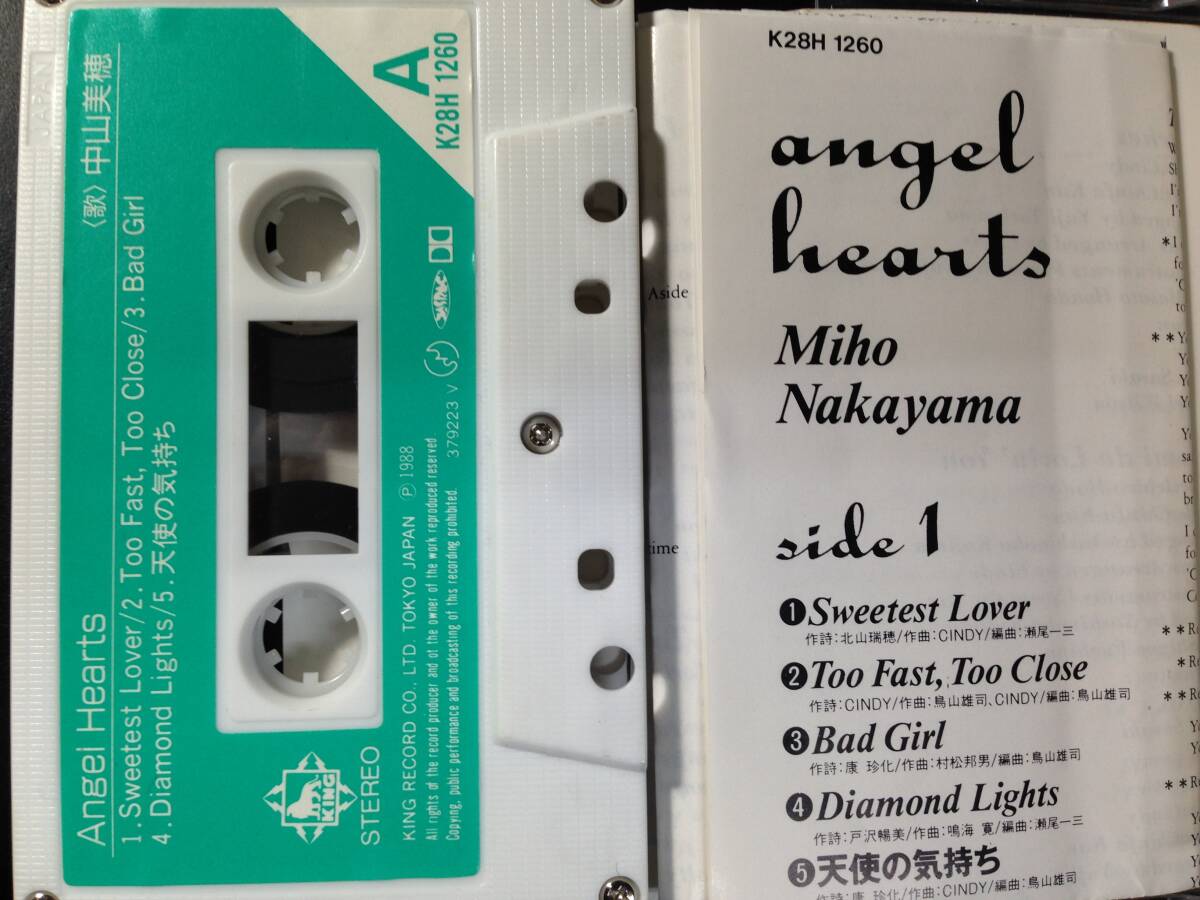 JAPAN
Angel Hearts
〈歌〉中山美穂
1. Sweetest Lover/2. Too Fast, Too Close/3. Bad Girl
4. Diamond Lights/5. 天使の気持ち
A
K28H 1260
KING
STEREO
KING RECORD CO., LTD. TOKYO JAPAN ℗ 1988
All rights of the record producer and of the owner of the work reproduced reserved.
Copying, public performance and broadcasting of this recording prohibited.
379223 V
JASRAC
Aside
time
K28H 1260
angel
hearts
Miho
Nakayama
side 1
❶Sweetest Lover
作詩:北山瑞穂/作曲:CINDY/編曲:瀬尾一三
❷Too Fast, Too Close
作詩:CINDY/作曲:鳥山雄司、CINDY/編曲:鳥山雄司
❸Bad Girl
作詩:康 珍化/作曲:村松邦男/編曲:鳥山雄司
❹Diamond Lights
作詩:戸沢暢美/作曲:鳴海 寛/編曲:瀬尾一三
❺天使の気持ち
作詩:康 珍化/作曲:CINDY/編曲:鳥山雄司